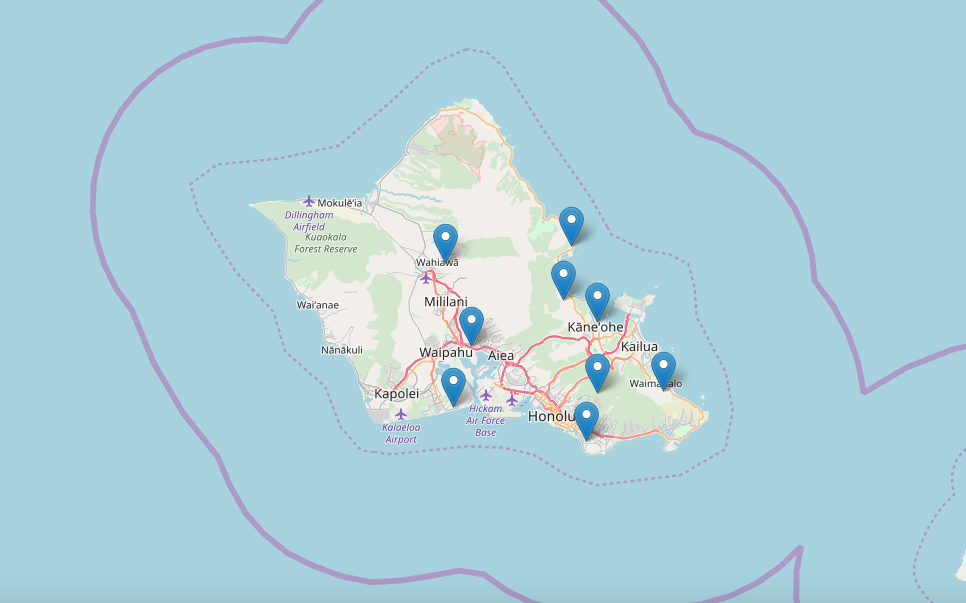 Mokulē‘ia
Dillingham
Airfield
Kuaokala
Forest Reserve
Wahiawā
Wai‘anae
Mililani
Kāne‘ohe
Nānākuli
Waipahu
Aiea
Kailua
Kapolei
Honolu
Hickam
Air Force
Base
Kalaeloa
Airport